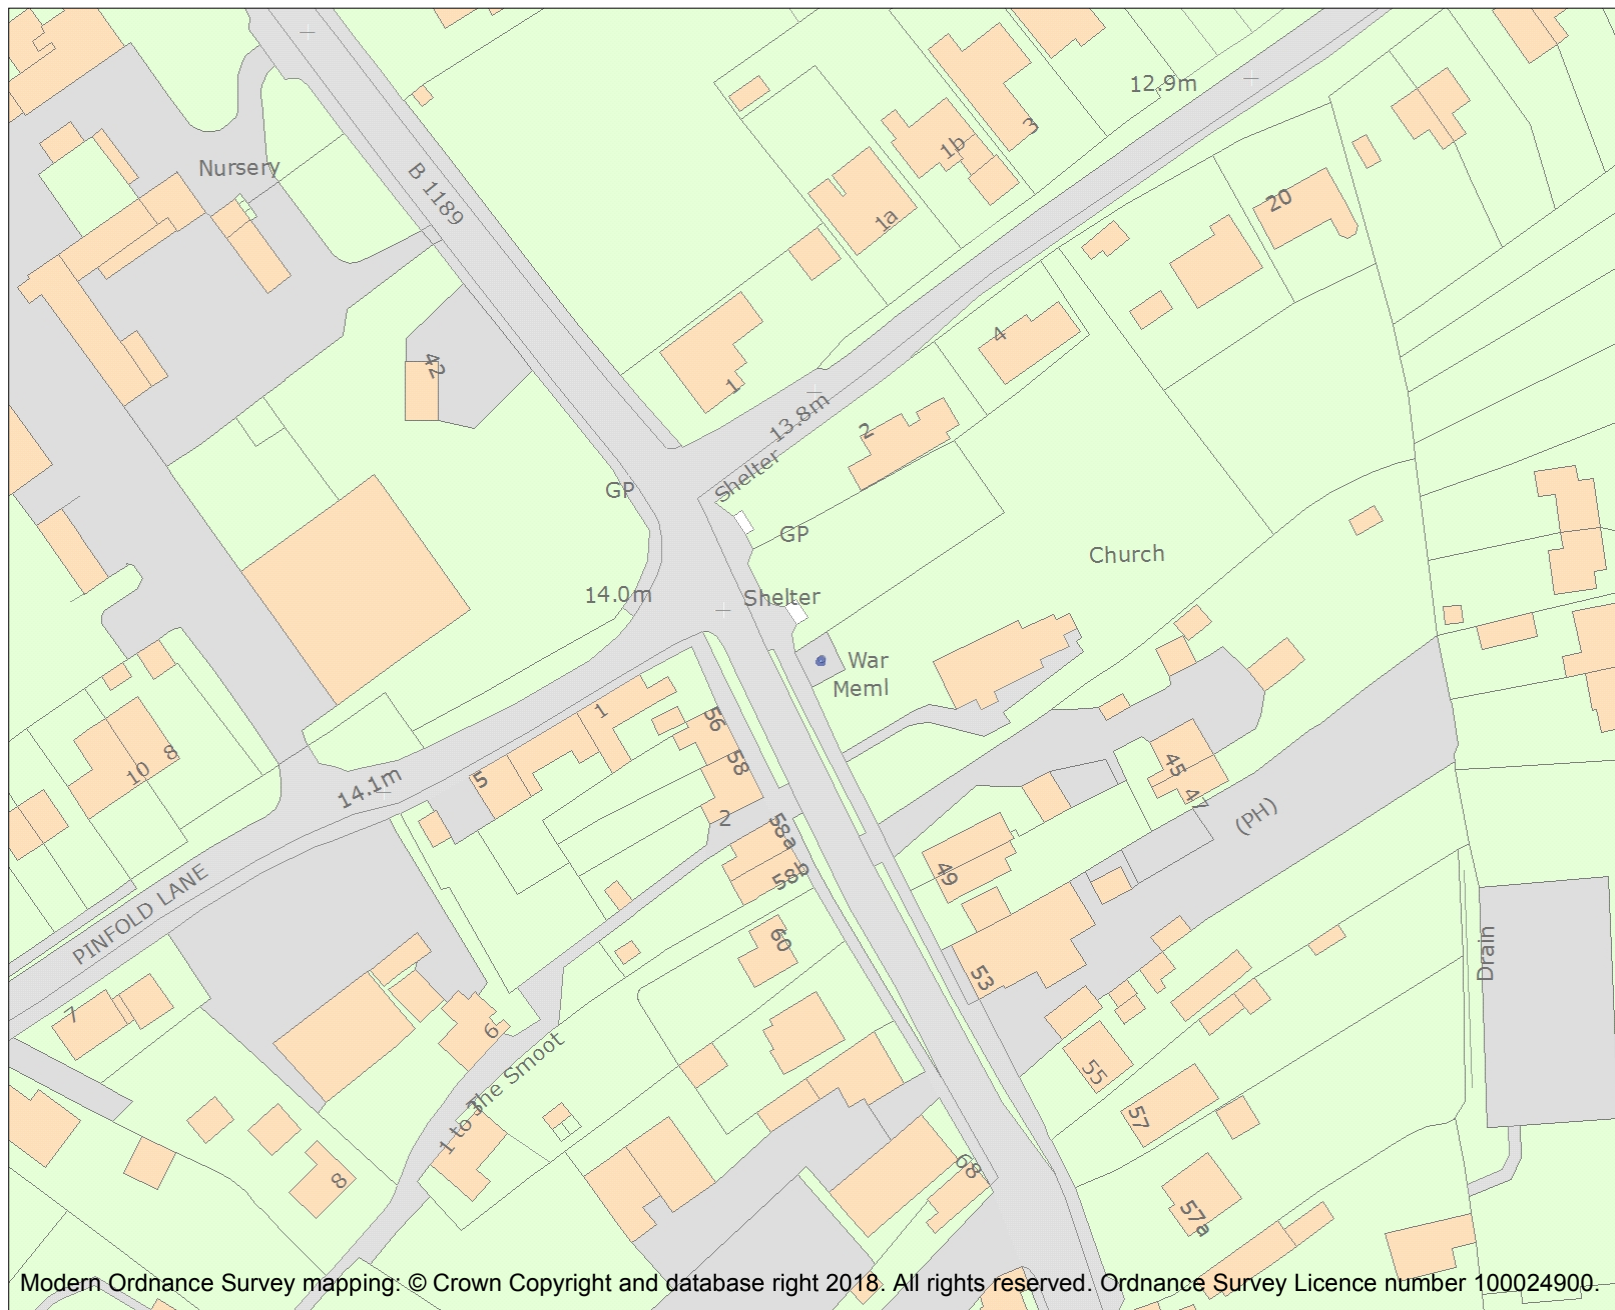 12.9m
3
1b
Nursery
B 1189
1a
20
4
42
1
13.8m
2
Shelter
GP
GP
Church
14.0m
Shelter
War
Meml
1
56
8
10
58
45
5
14.1m
47
(PH)
2
58a
49
58b
PINFOLD LANE
60
Drain
53
7
6
55
1 to 3
The Smoot
57
68
8
57a
Modern Ordnance Survey mapping: © Crown Copyright and database right 2018. All rights reserved. Ordnance Survey Licence number 100024900.